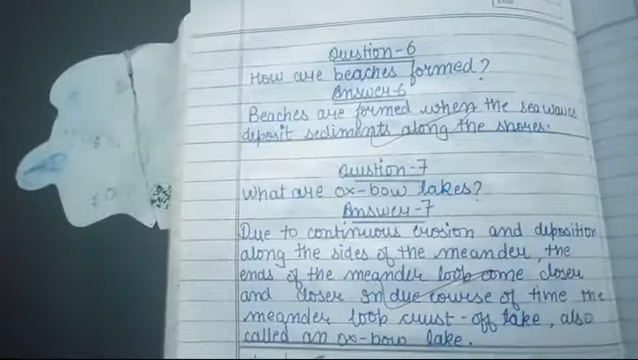 Question-6
How are beaches formed?
Answer-6
Beaches are formed when the sea waves
deposit sediments along the shores.
Question-7
What are ox-bow lakes?
Answer-7
Due to continuous erosion and deposition
along the sides of the meander, the
ends of the meander loop come closer
and closer In due course of time the
meander loop cuts-off lake, also
called an ox-bow lake.